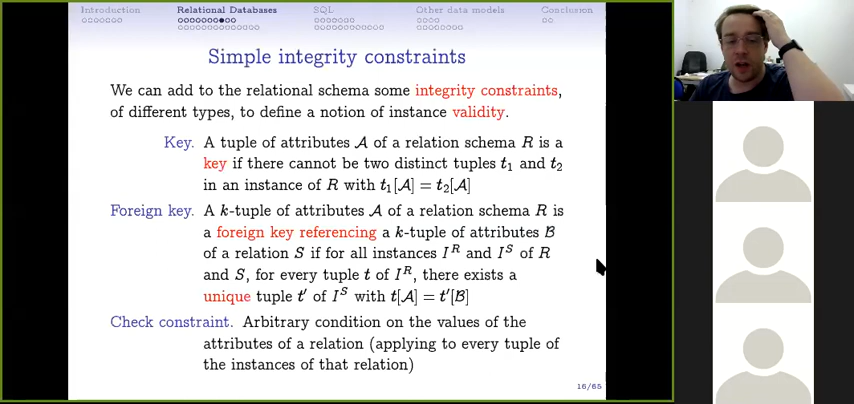 Introduction Relational Databases SQL Other data models Conclusion
Simple integrity constraints
We can add to the relational schema some integrity constraints,
of different types, to define a notion of instance validity.
Key. A tuple of attributes 𝒜 of a relation schema R is a
key if there cannot be two distinct tuples t₁ and t₂
in an instance of R with t₁[𝒜] = t₂[𝒜]
Foreign key. A k-tuple of attributes 𝒜 of a relation schema R is
a foreign key referencing a k-tuple of attributes ℬ
of a relation S if for all instances Iᴿ and Iˢ of R
and S, for every tuple t of Iᴿ, there exists a
unique tuple t′ of Iˢ with t[𝒜] = t′[ℬ]
Check constraint. Arbitrary condition on the values of the
attributes of a relation (applying to every tuple of
the instances of that relation)
16/65